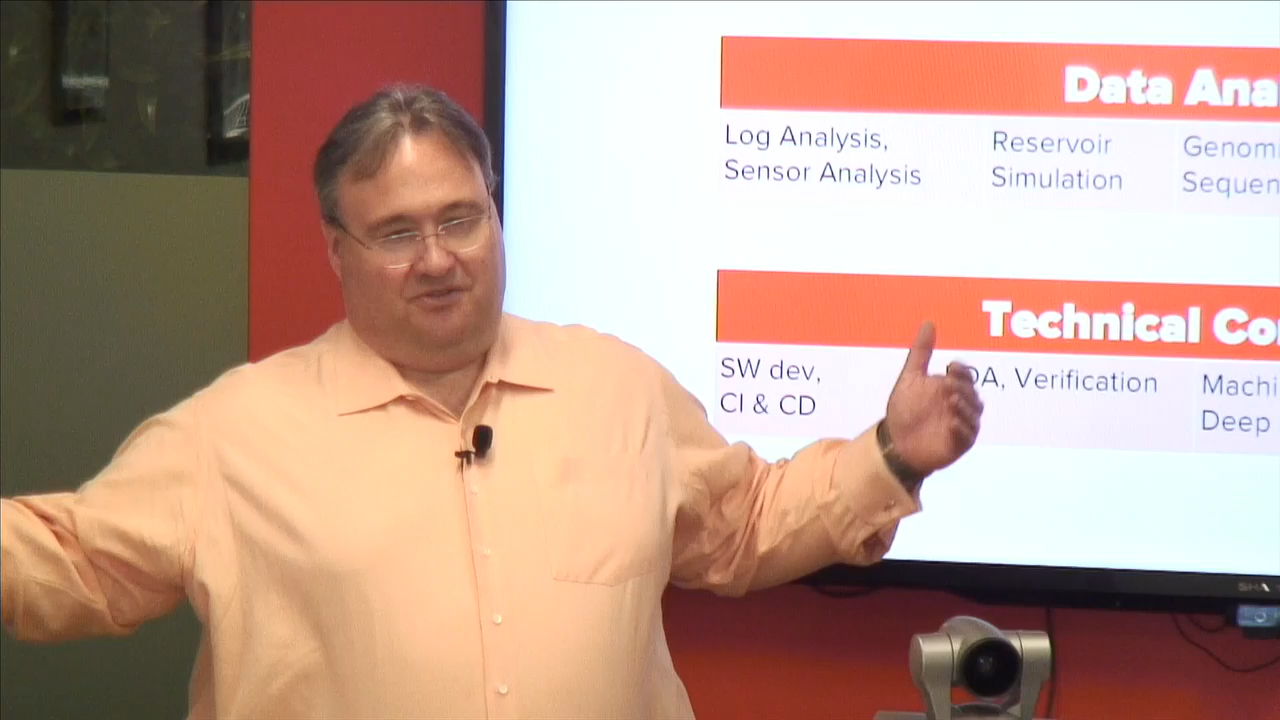 Data Ana
Log Analysis,
Sensor Analysis
Reservoir
Simulation
Genomi
Sequen
Technical Co
SW dev,
CI & CD
DA, Verification
Machi
Deep